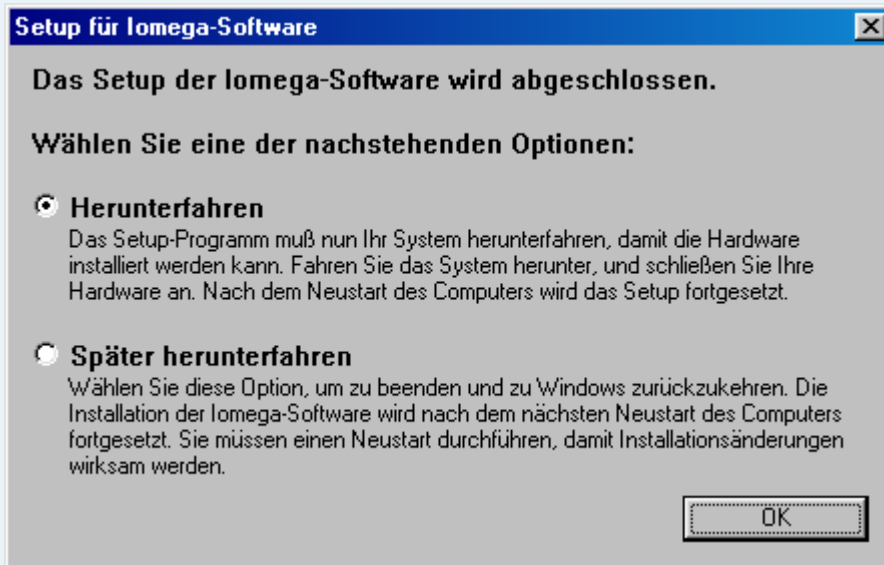 Setup für Iomega-Software
Das Setup der Iomega-Software wird abgeschlossen.
Wählen Sie eine der nachstehenden Optionen:
Herunterfahren
Das Setup-Programm muß nun Ihr System herunterfahren, damit die Hardware
installiert werden kann. Fahren Sie das System herunter, und schließen Sie Ihre
Hardware an. Nach dem Neustart des Computers wird das Setup fortgesetzt.
Später herunterfahren
Wählen Sie diese Option, um zu beenden und zu Windows zurückzukehren. Die
Installation der Iomega-Software wird nach dem nächsten Neustart des Computers
fortgesetzt. Sie müssen einen Neustart durchführen, damit Installationsänderungen
wirksam werden.
OK